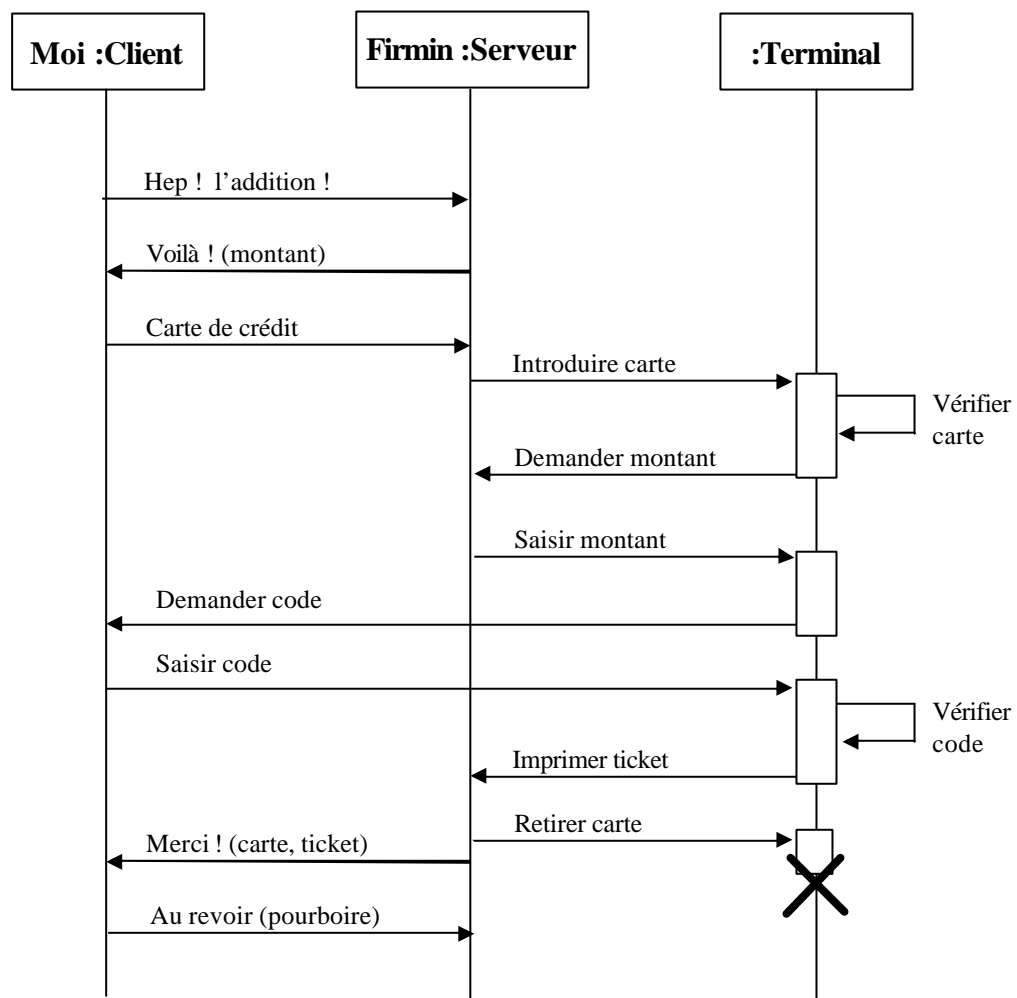 Moi :Client
Firmin :Serveur
:Terminal
Hep ! l'addition !
Voilà ! (montant)
Carte de crédit
Introduire carte
Vérifier
carte
Demander montant
Saisir montant
Demander code
Saisir code
Vérifier
code
Imprimer ticket
Retirer carte
Merci ! (carte, ticket)
Au revoir (pourboire)